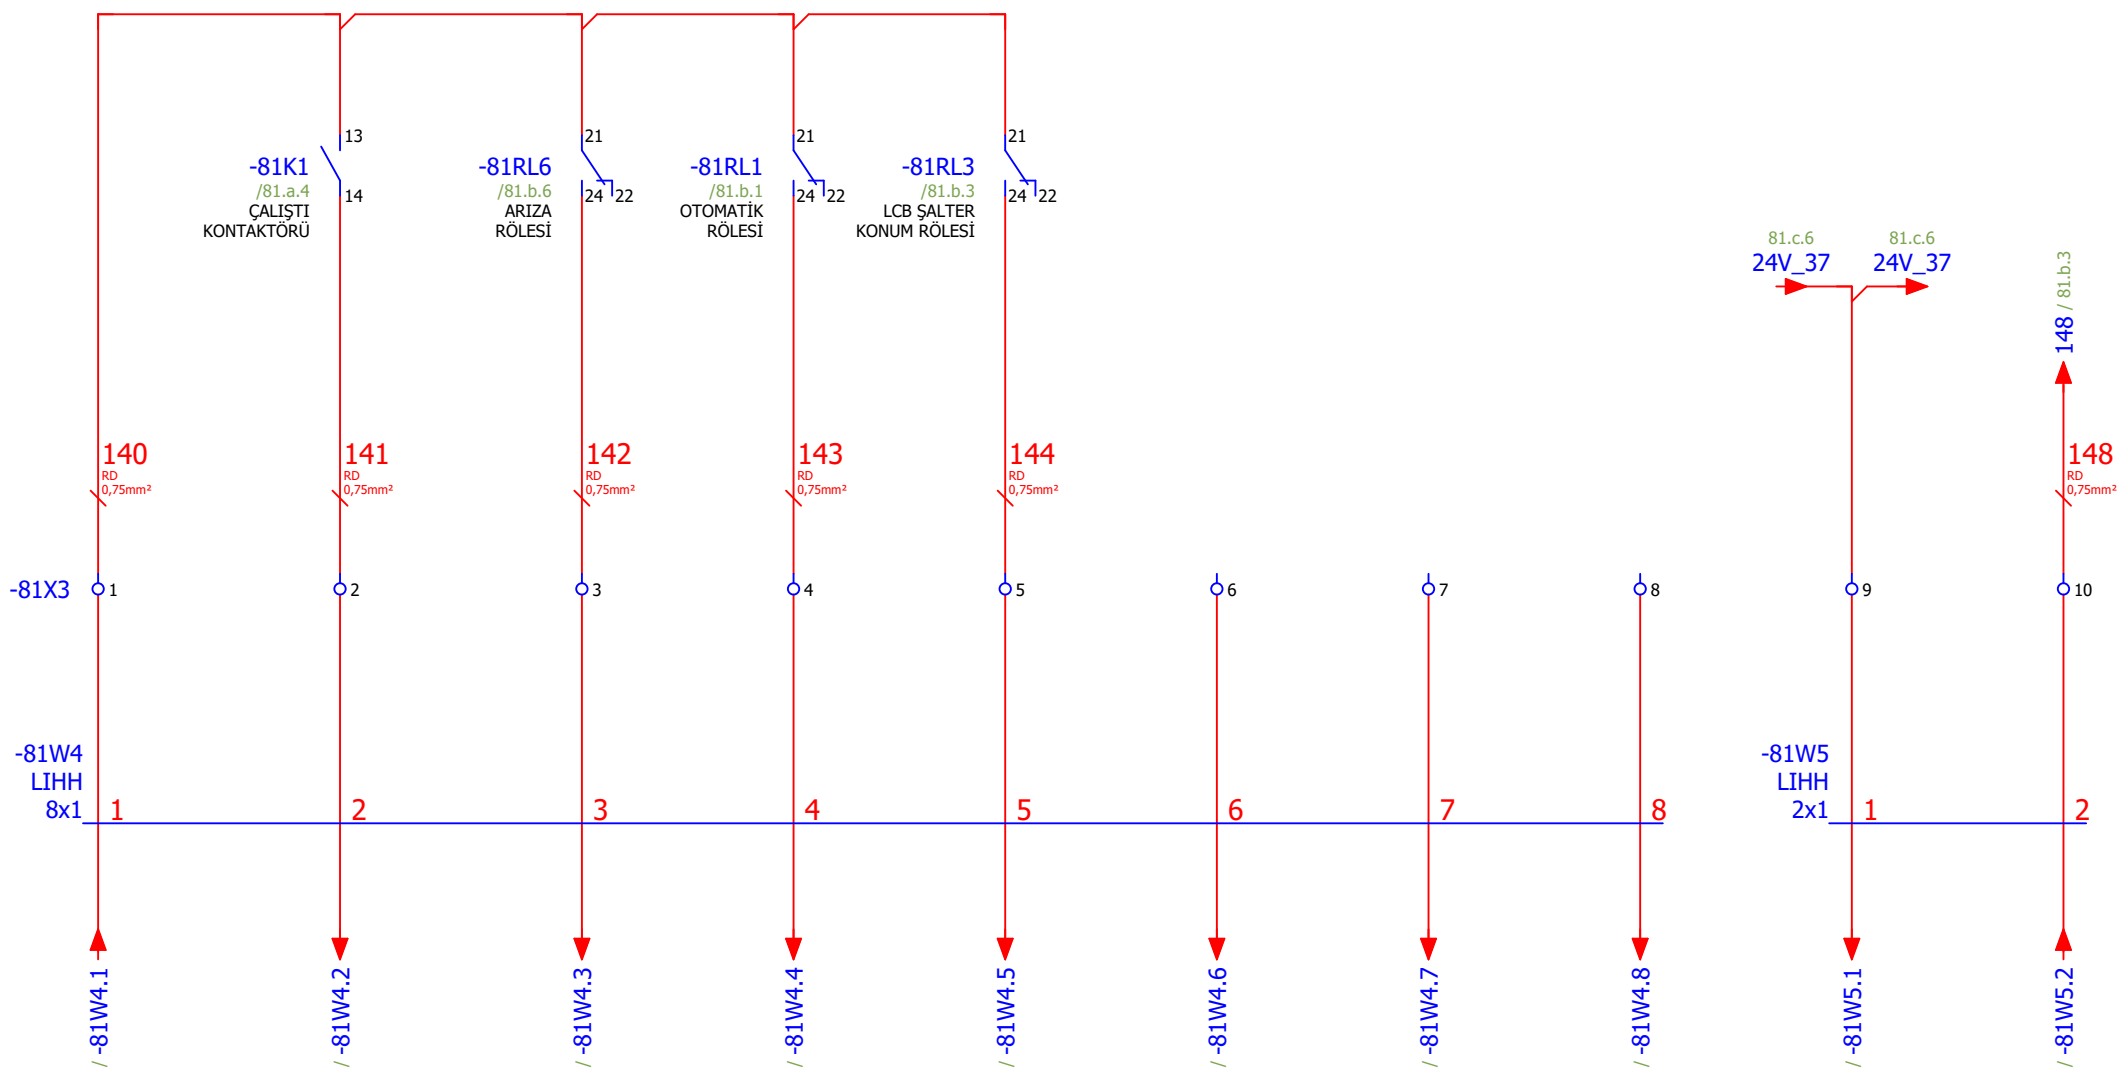 13
-81K1
/81.a.4
14
ÇALIŞTI
KONTAKTÖRÜ
21
-81RL6
/81.b.6
24 22
ARIZA
RÖLESİ
21
-81RL1
/81.b.1
24 22
OTOMATİK
RÖLESİ
21
-81RL3
/81.b.3
24 22
LCB ŞALTER
KONUM RÖLESİ
81.c.6
24V_37
81.c.6
24V_37
148 / 81.b.3
140
RD
0,75mm²
141
RD
0,75mm²
142
RD
0,75mm²
143
RD
0,75mm²
144
RD
0,75mm²
148
RD
0,75mm²
-81X3
1
2
3
4
5
6
7
8
9
10
-81W4
LIHH
8x1
1
2
3
4
5
6
7
8
-81W5
LIHH
2x1
1
2
/ -81W4.1
/ -81W4.2
/ -81W4.3
/ -81W4.4
/ -81W4.5
/ -81W4.6
/ -81W4.7
/ -81W4.8
/ -81W5.1
/ -81W5.2